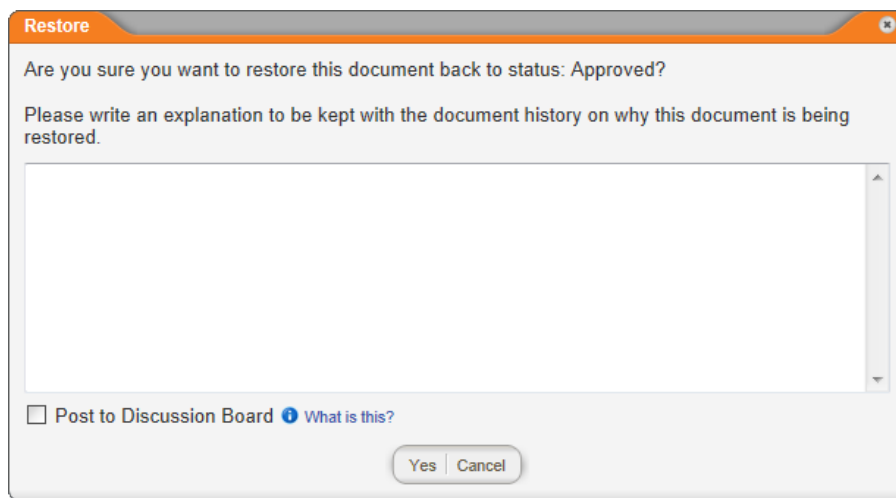 Restore
Are you sure you want to restore this document back to status: Approved?
Please write an explanation to be kept with the document history on why this document is being
restored.
Post to Discussion Board What is this?
Yes Cancel